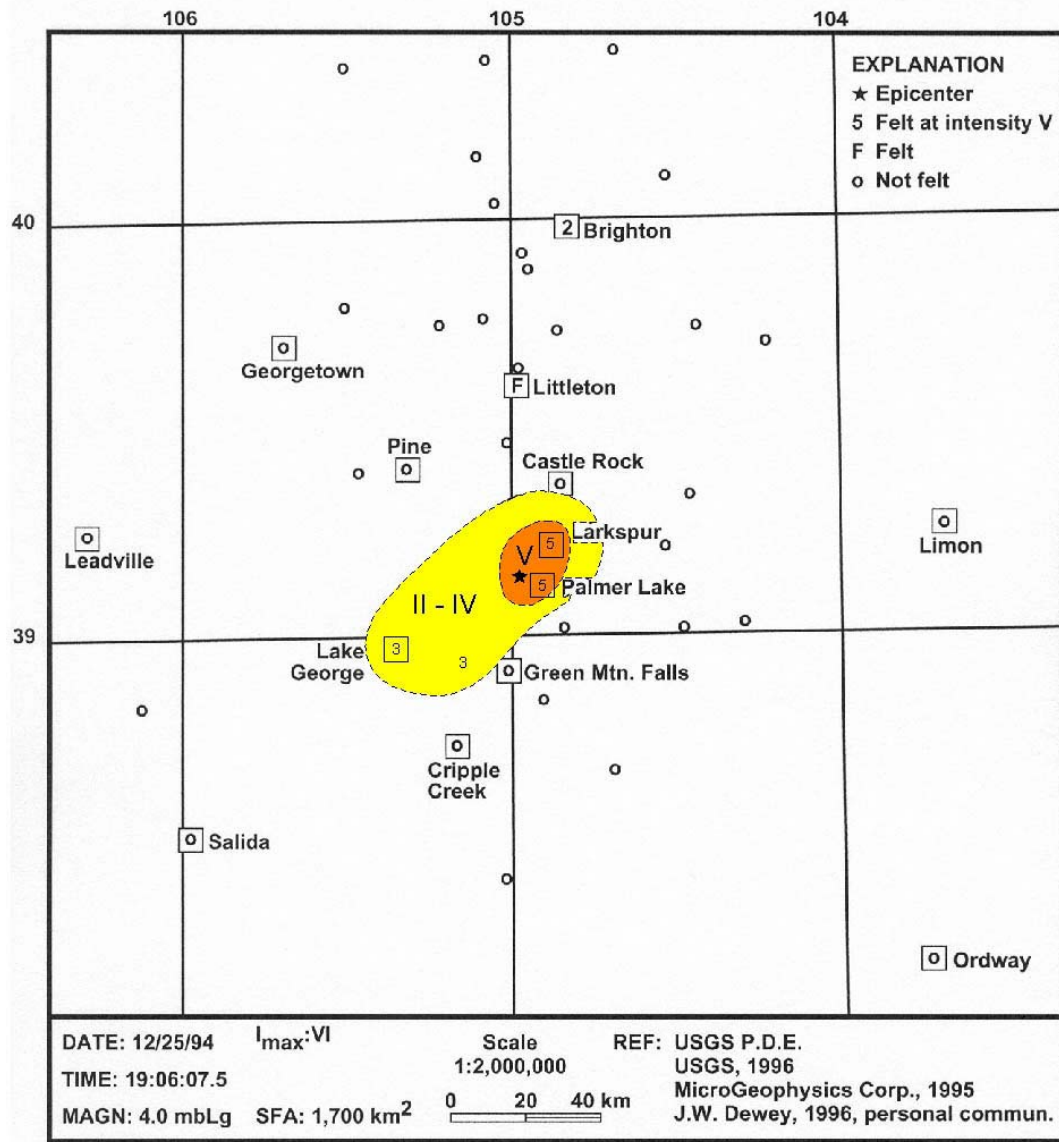 106 105 104
EXPLANATION
★ Epicenter
5 Felt at intensity V
F Felt
o Not felt
40
2 Brighton
o
Georgetown
F Littleton
Pine
o
Castle Rock
o
o
Leadville
5 Larkspur
V
o
Limon
5 Palmer Lake
II - IV
39
Lake
George
3
3
o Green Mtn. Falls
o
Cripple
Creek
o Salida
o Ordway
DATE: 12/25/94 Imax:VI
TIME: 19:06:07.5
MAGN: 4.0 mbLg SFA: 1,700 km2
Scale
1:2,000,000
0 20 40 km
REF: USGS P.D.E.
USGS, 1996
MicroGeophysics Corp., 1995
J.W. Dewey, 1996, personal commun.